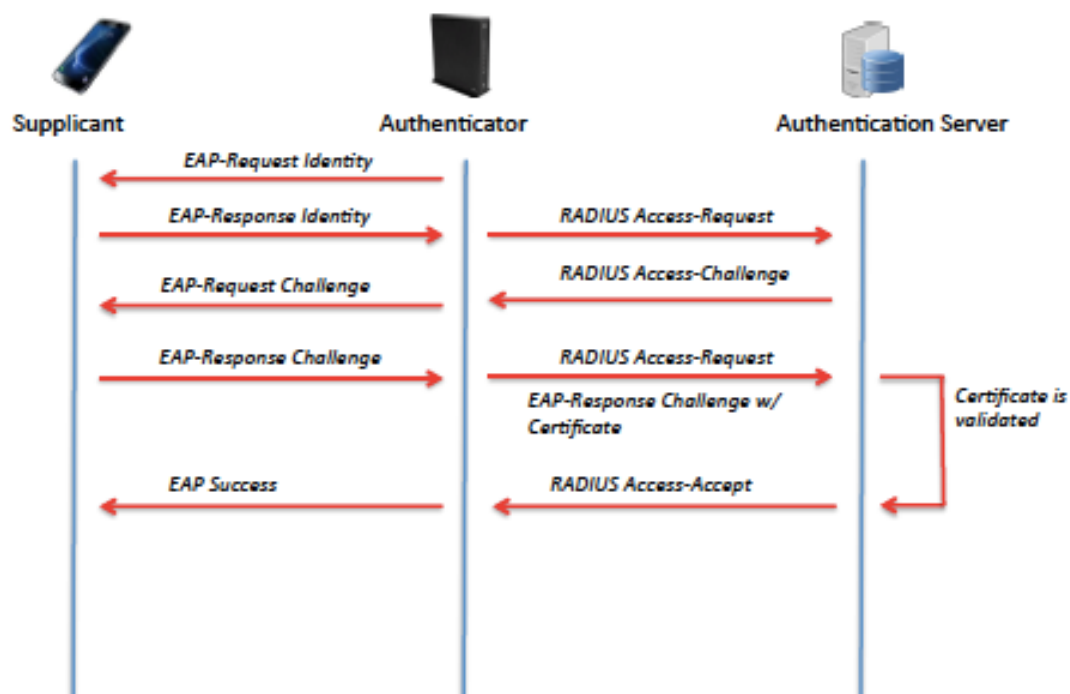 Supplicant
Authenticator
Authentication Server
EAP-Request Identity
EAP-Response Identity
RADIUS Access-Request
EAP-Request Challenge
RADIUS Access-Challenge
EAP-Response Challenge
RADIUS Access-Request
EAP-Response Challenge w/
Certificate
Certificate is
validated
EAP Success
RADIUS Access-Accept